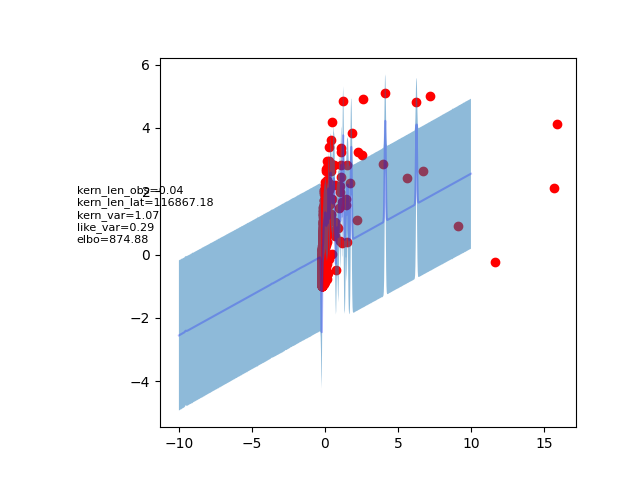 6
4
2
0
−2
−4
kern_len_obs=0.04
kern_len_lat=116867.18
kern_var=1.07
like_var=0.29
elbo=874.88
−10
−5
0
5
10
15